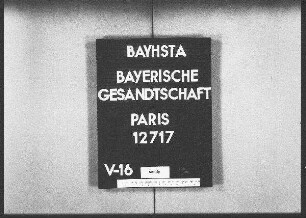 BAYHSTA
BAYERISCHE
GESANDTSCHAFT
PARIS
12717
V-16